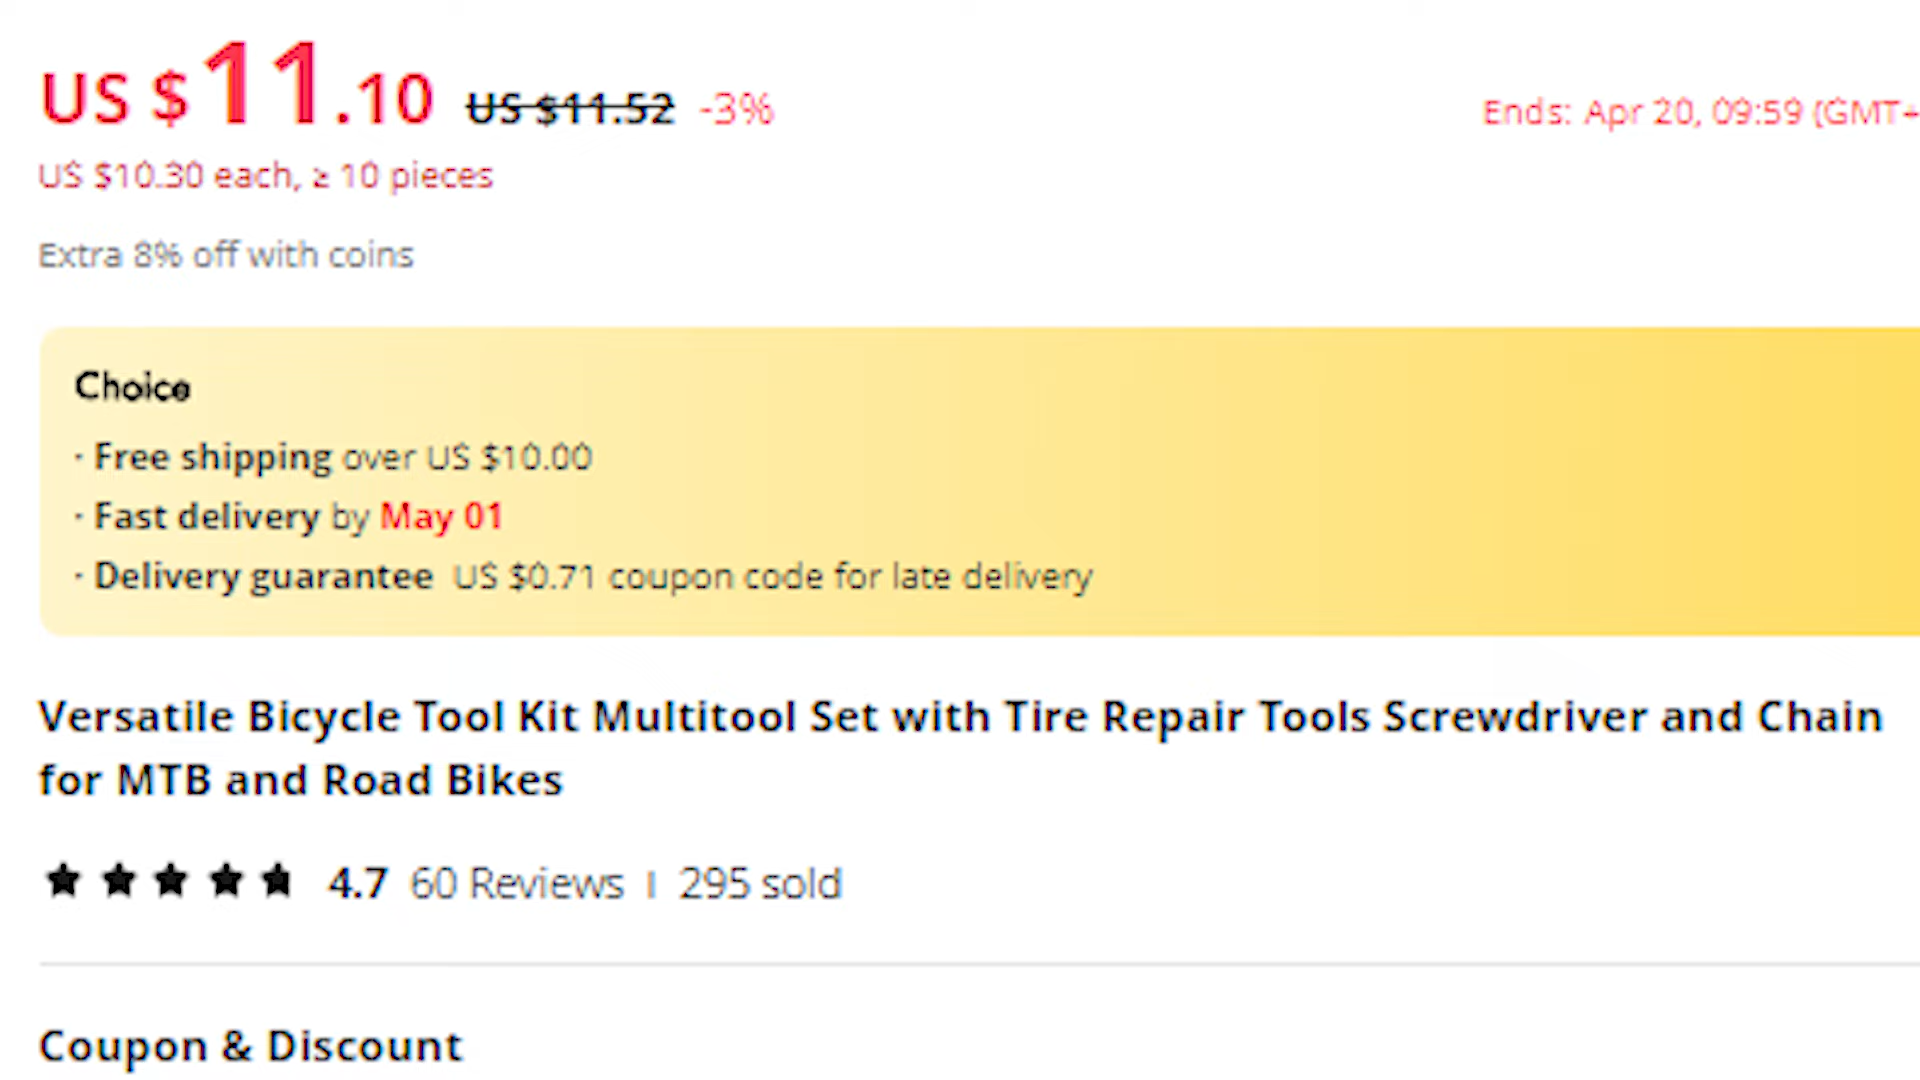 US $11.10 US $11.52 -3% Ends: Apr 20, 09:59 (GMT+
US $10.30 each, ≥ 10 pieces
Extra 8% off with coins
Choice
· Free shipping over US $10.00
· Fast delivery by May 01
· Delivery guarantee US $0.71 coupon code for late delivery
Versatile Bicycle Tool Kit Multitool Set with Tire Repair Tools Screwdriver and Chain
for MTB and Road Bikes
4.7 60 Reviews | 295 sold
Coupon & Discount